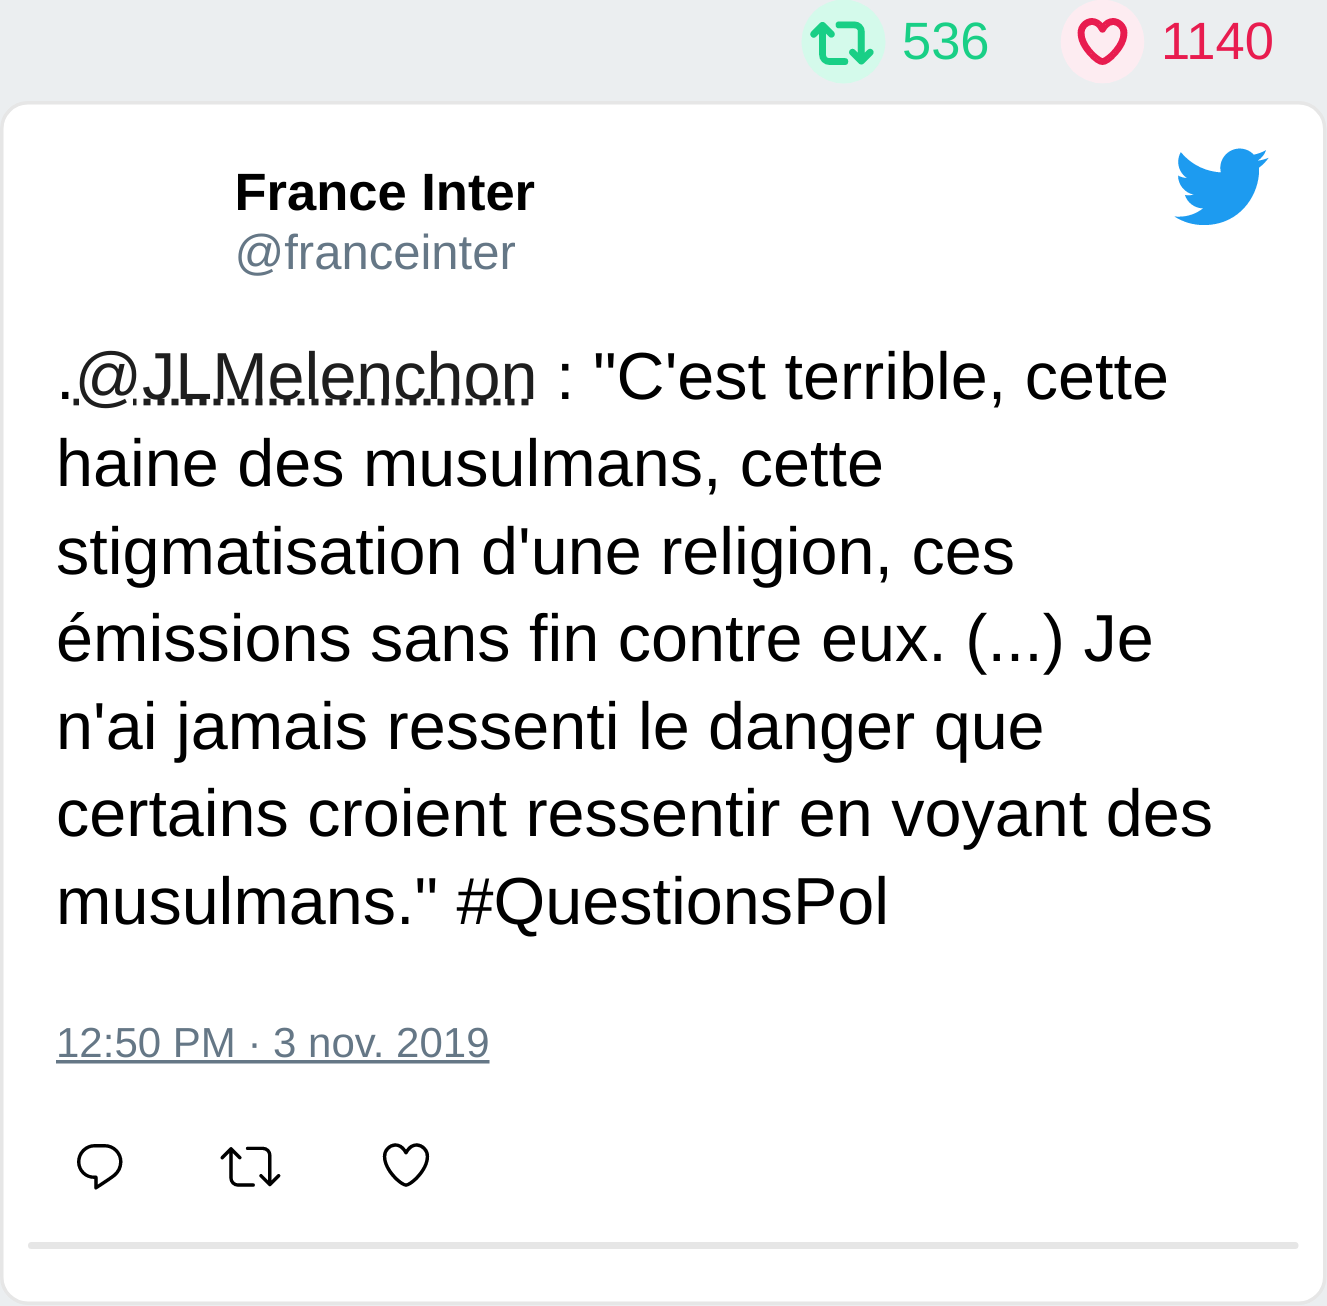 536 1140
France Inter
@franceinter
.@JLMelenchon : "C'est terrible, cette
haine des musulmans, cette
stigmatisation d'une religion, ces
émissions sans fin contre eux. (...) Je
n'ai jamais ressenti le danger que
certains croient ressentir en voyant des
musulmans." #QuestionsPol
12:50 PM · 3 nov. 2019